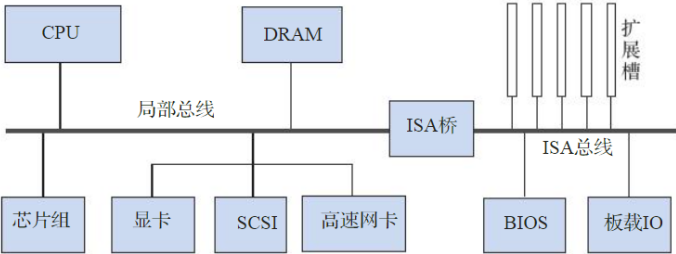 CPU
DRAM
扩展槽
局部总线
ISA桥
ISA总线
芯片组
显卡
SCSI
高速网卡
BIOS
板载IO